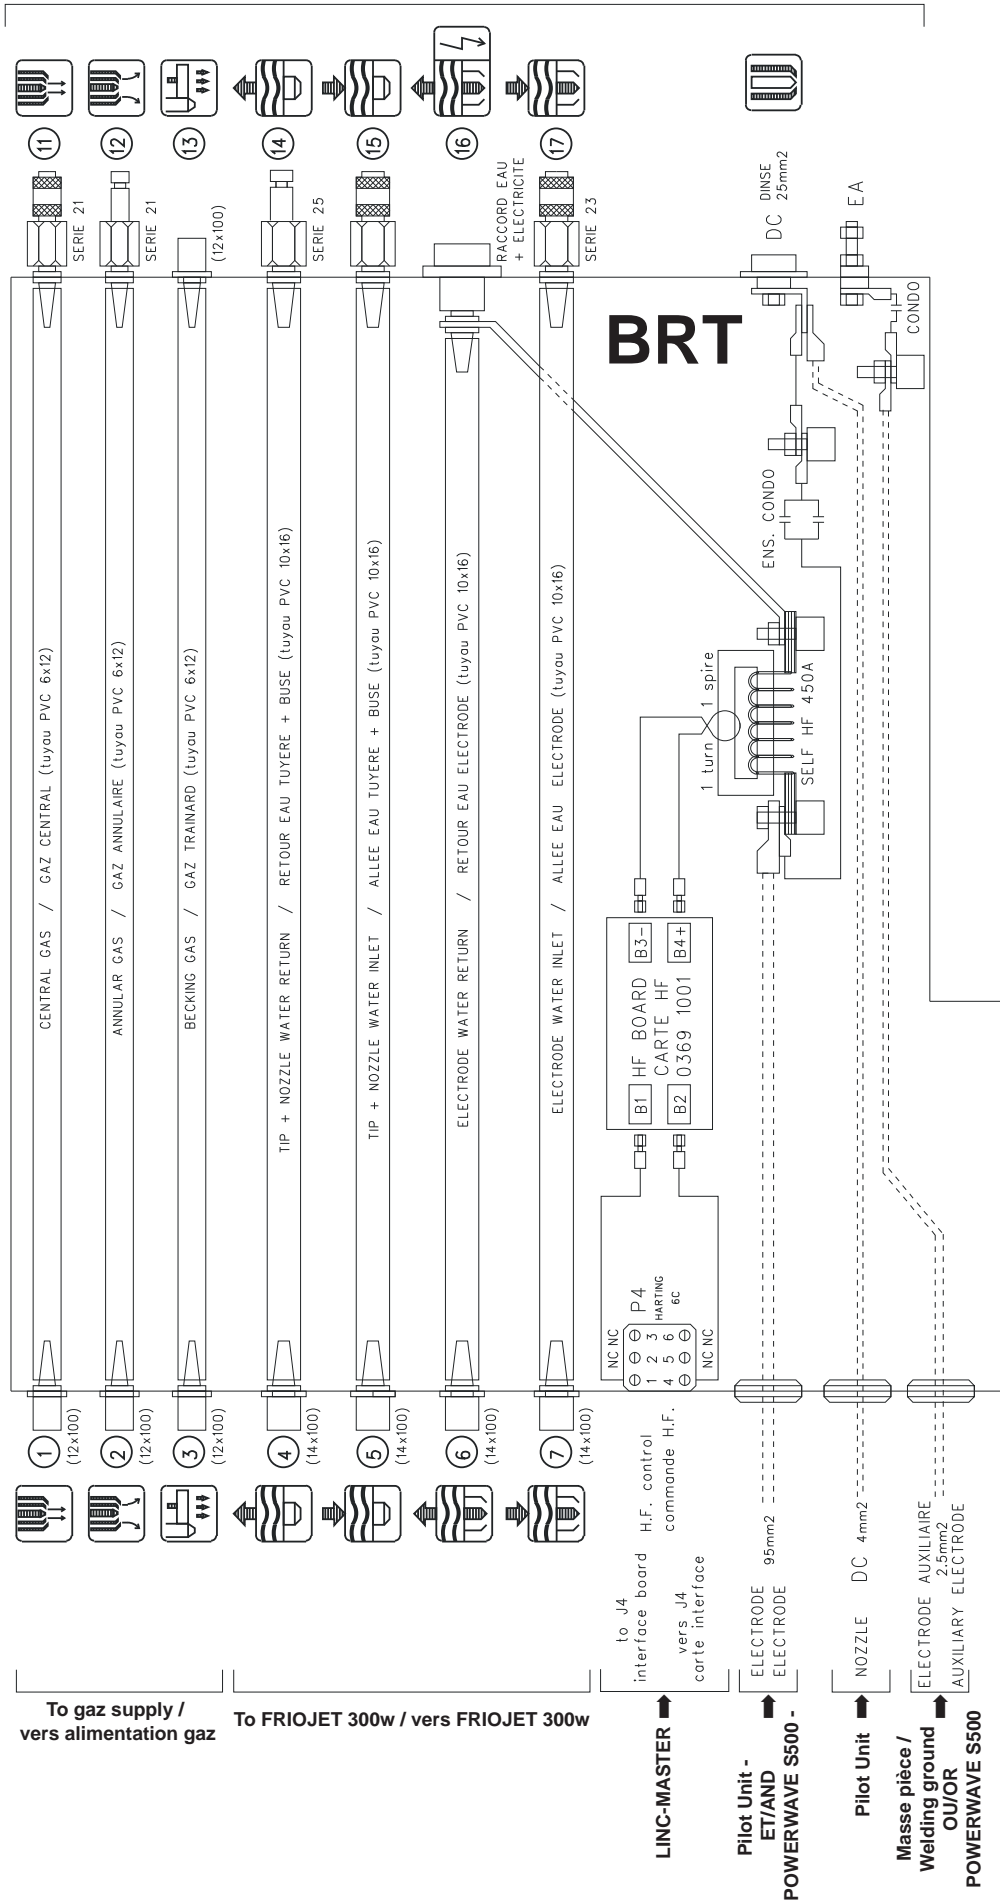 11
12
13
14
15
16
17
SERIE 21
SERIE 21
(12x100)
SERIE 25
RACCORD EAU
+ ELECTRICITE
SERIE 23
DC
DINSE
25mm2
EA
CONDO
BRT
ENS. CONDO
1 turn
1 spire
SELF HF 450A
CENTRAL GAS / GAZ CENTRAL (tuyau PVC 6x12)
ANNULAR GAS / GAZ ANNULAIRE (tuyau PVC 6x12)
BECKING GAS / GAZ TRAINARD (tuyau PVC 6x12)
TIP + NOZZLE WATER RETURN / RETOUR EAU TUYERE + BUSE (tuyau PVC 10x16)
TIP + NOZZLE WATER INLET / ALLEE EAU TUYERE + BUSE (tuyau PVC 10x16)
ELECTRODE WATER RETURN / RETOUR EAU ELECTRODE (tuyau PVC 10x16)
ELECTRODE WATER INLET / ALLEE EAU ELECTRODE (tuyau PVC 10x16)
B1
HF BOARD
B3-
CARTE HF
B2
0369 1001
B4+
NC NC
P4
HARTING
6C
1 2 3
4 5 6
NC NC
1
(12x100)
2
(12x100)
3
(12x100)
4
(14x100)
5
(14x100)
6
(14x100)
7
(14x100)
to J4
interface board
H.F. control
commande H.F.
vers J4
carte interface
ELECTRODE
ELECTRODE
95mm2
NOZZLE DC 4mm2
ELECTRODE AUXILIAIRE
2.5mm2
AUXILIARY ELECTRODE
To gaz supply /
vers alimentation gaz
To FRIOJET 300w / vers FRIOJET 300w
LINC-MASTER
Pilot Unit -
ET/AND
POWERWAVE S500 -
Pilot Unit
Masse pièce /
Welding ground
OU/OR
POWERWAVE S500